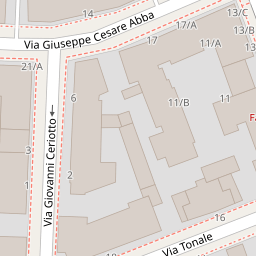 13/C
14
17/A
13/B
Via Giuseppe Cesare Abba
17
11/A
21/A
6
11/B
11
F
3
Via Giovanni Ceriotto
2
1
16
Via Tonale